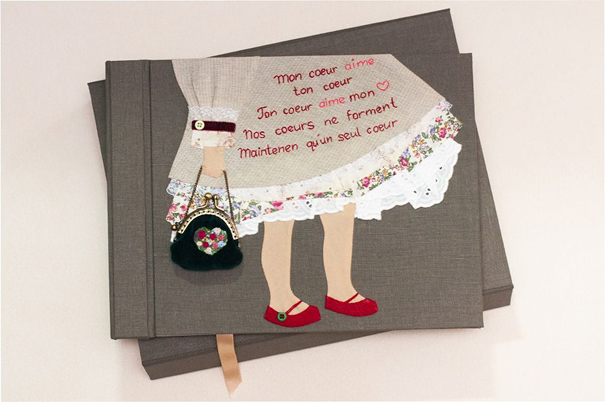 Mon coeur aime
ton coeur
Ton coeur aime mon ♡
Nos coeurs ne forment
Maintenen qu'un seul coeur